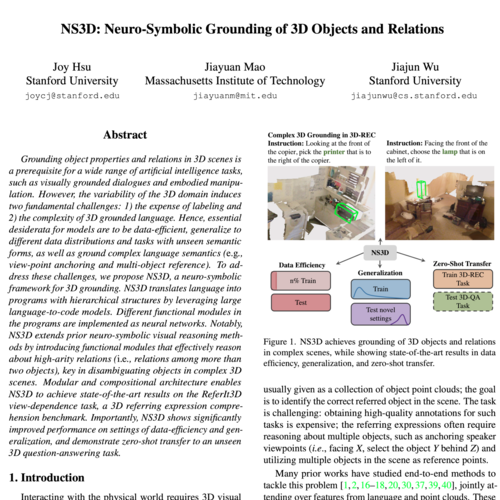 NS3D: Neuro-Symbolic Grounding of 3D Objects and Relations
Joy Hsu
Stanford University
joycj@stanford.edu
Jiayuan Mao
Massachusetts Institute of Technology
jiayuanm@mit.edu
Jiajun Wu
Stanford University
jiajunwu@cs.stanford.edu
Abstract
Grounding object properties and relations in 3D scenes is
a prerequisite for a wide range of artificial intelligence tasks,
such as visually grounded dialogues and embodied manipu-
lation. However, the variability of the 3D domain induces
two fundamental challenges: 1) the expense of labeling and
2) the complexity of 3D grounded language. Hence, essential
desiderata for models are to be data-efficient, generalize to
different data distributions and tasks with unseen semantic
forms, as well as ground complex language semantics (e.g.,
view-point anchoring and multi-object reference). To ad-
dress these challenges, we propose NS3D, a neuro-symbolic
framework for 3D grounding. NS3D translates language into
programs with hierarchical structures by leveraging large
language-to-code models. Different functional modules in
the programs are implemented as neural networks. Notably,
NS3D extends prior neuro-symbolic visual reasoning meth-
ods by introducing functional modules that effectively reason
about high-arity relations (i.e., relations among more than
two objects), key in disambiguating objects in complex 3D
scenes. Modular and compositional architecture enables
NS3D to achieve state-of-the-art results on the ReferIt3D
view-dependence task, a 3D referring expression compre-
hension benchmark. Importantly, NS3D shows significantly
improved performance on settings of data-efficiency and gen-
eralization, and demonstrate zero-shot transfer to an unseen
3D question-answering task.
1. Introduction
Interacting with the physical world requires 3D visual
Complex 3D Grounding in 3D-REC
Instruction: Looking at the front of
the copier, pick the printer that is to
the right of the copier.
Instruction: Facing the front of the
cabinet, choose the lamp that is on
the left of it.
NS3D
Data Efficiency
n% Train
Test
Generalization
Train
Test novel
settings
Zero-Shot Transfer
Train 3D-REC
Task
Test 3D-QA
Task
Figure 1. NS3D achieves grounding of 3D objects and relations
in complex scenes, while showing state-of-the-art results in data
efficiency, generalization, and zero-shot transfer.
usually given as a collection of object point clouds; the goal
is to identify the correct referred object in the scene. The task
is challenging: obtaining high-quality annotations for such
tasks is expensive; the referring expressions often require
reasoning about multiple objects, such as anchoring speaker
viewpoints (i.e., facing X, select the object Y behind Z) and
utilizing multiple objects in the scene as reference points.
Many prior works have studied end-to-end methods to
tackle this problem [1, 2, 16–18, 20, 30, 37, 39, 40], jointly at-
tending over features from language and point clouds. These